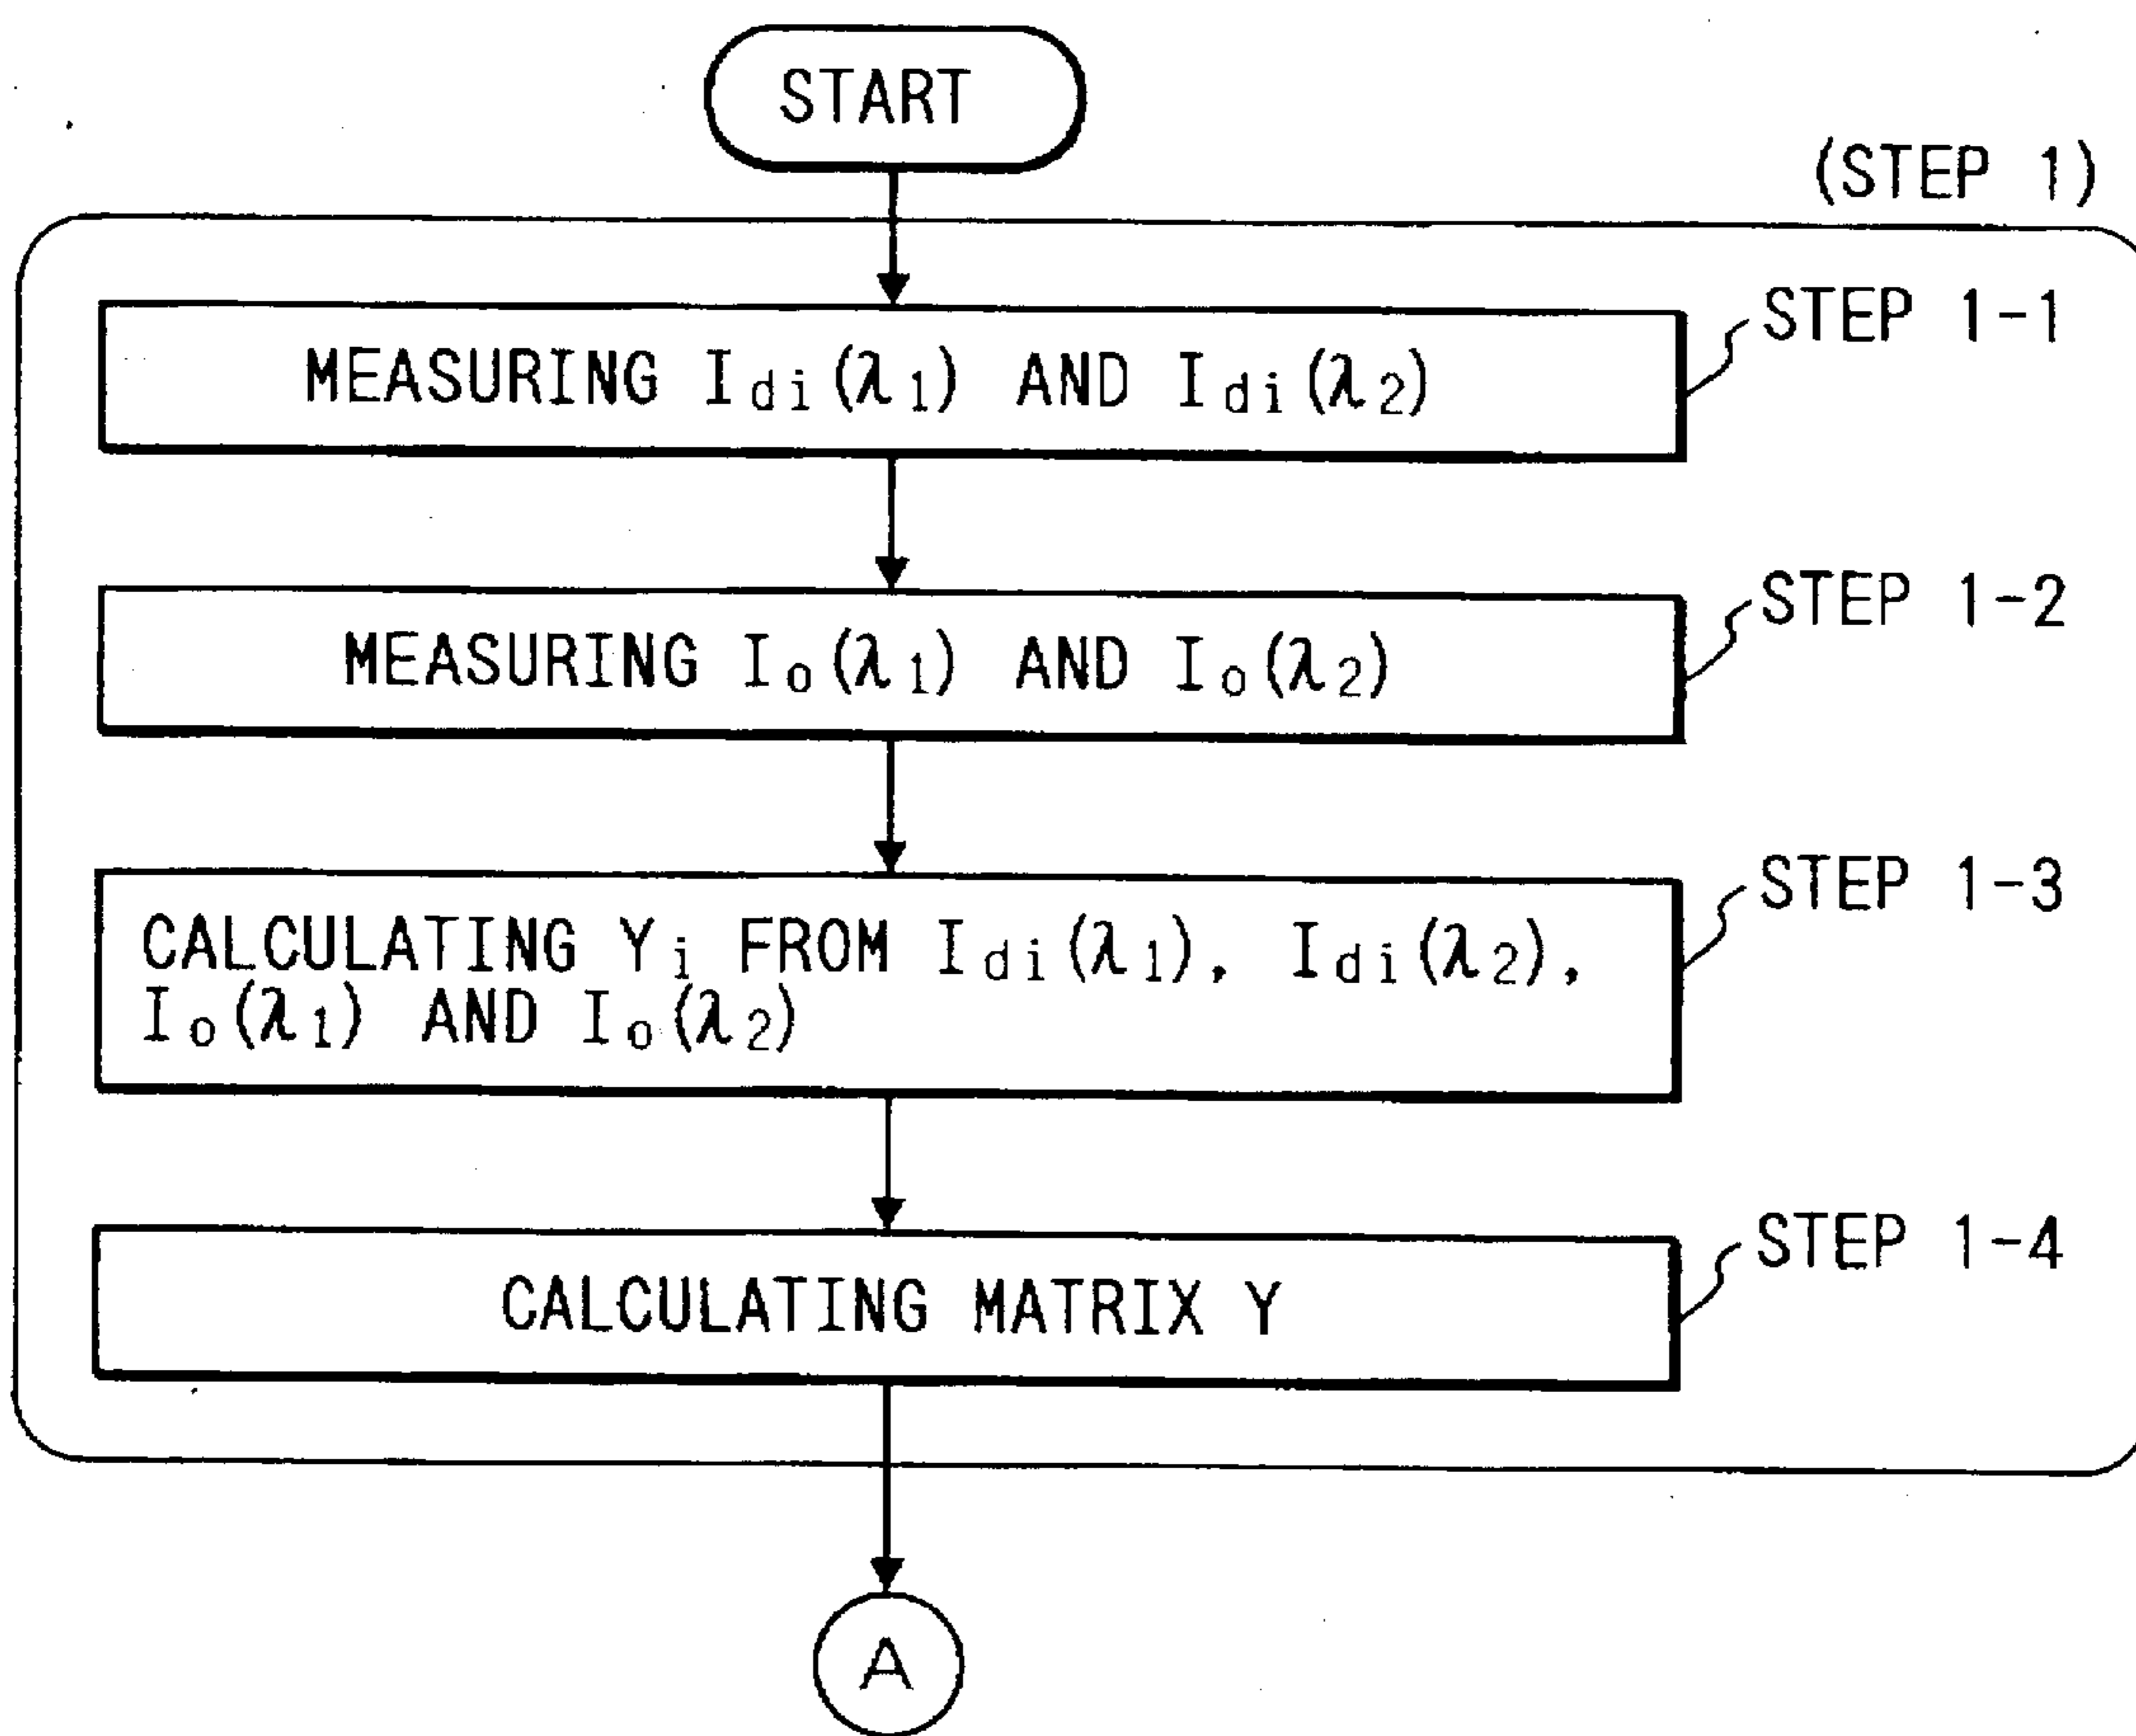 START
(STEP 1)
STEP 1-1
MEASURING Idi(λ1) AND Idi(λ2)
STEP 1-2
MEASURING Io(λ1) AND Io(λ2)
STEP 1-3
CALCULATING Yi FROM Idi(λ1), Idi(λ2),
Io(λ1) AND Io(λ2)
STEP 1-4
CALCULATING MATRIX Y
A